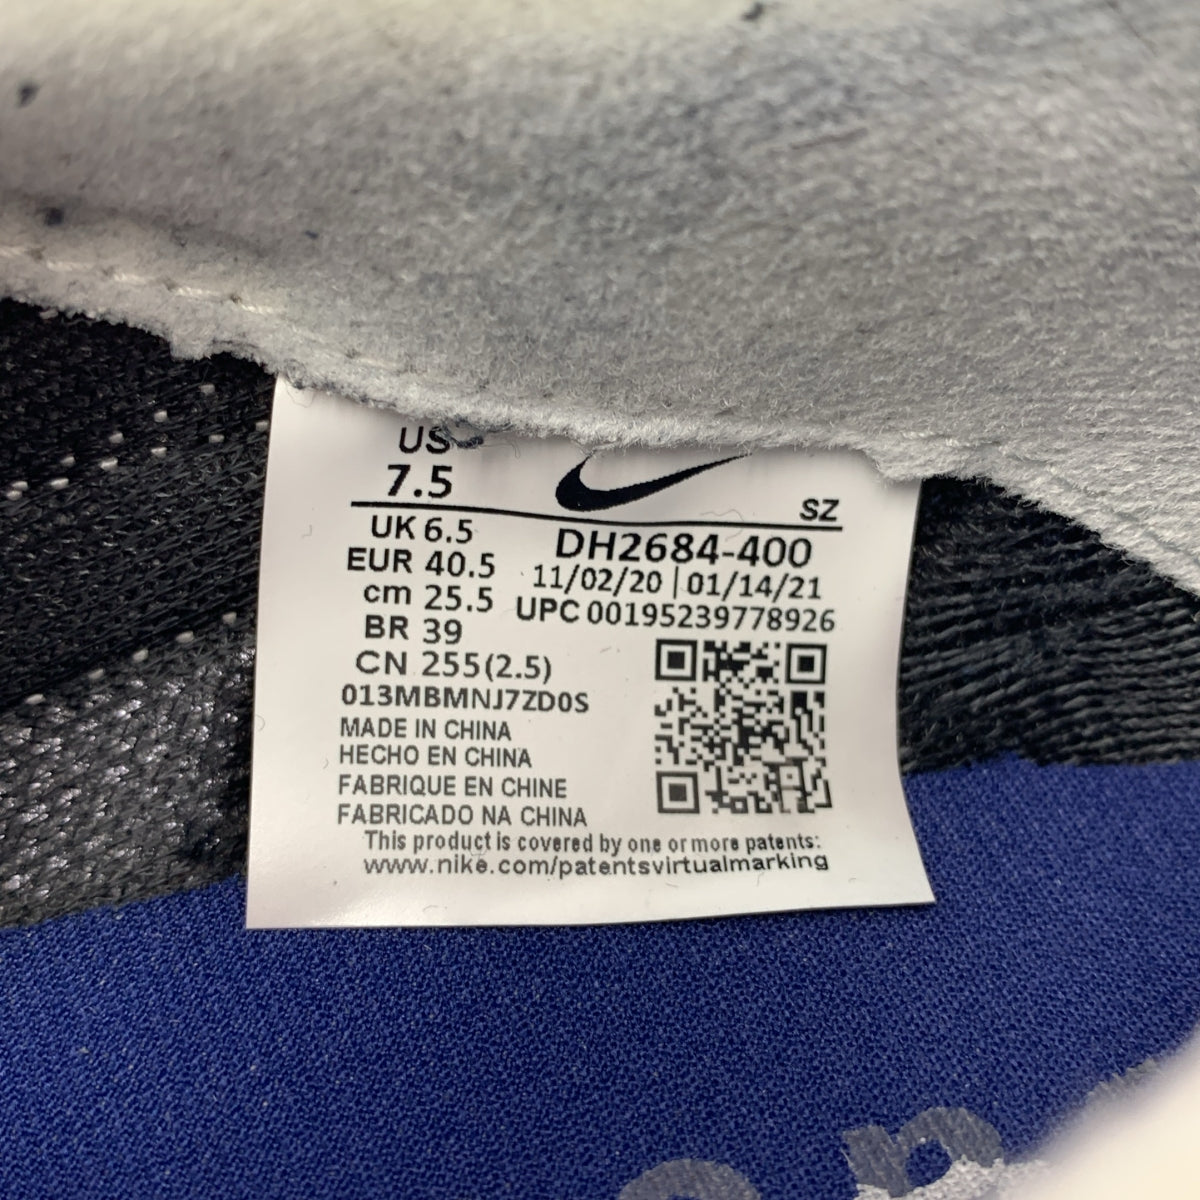 US
7.5
SZ
UK 6.5
DH2684-400
EUR 40.5
11/02/20 | 01/14/21
cm 25.5
UPC 00195239778926
BR 39
CN 255(2.5)
013MBMNJ7ZD0S
MADE IN CHINA
HECHO EN CHINA
FABRIQUE EN CHINE
FABRICADO NA CHINA
This product is covered by one or more patents:
www.nike.com/patentsvirtualmarking